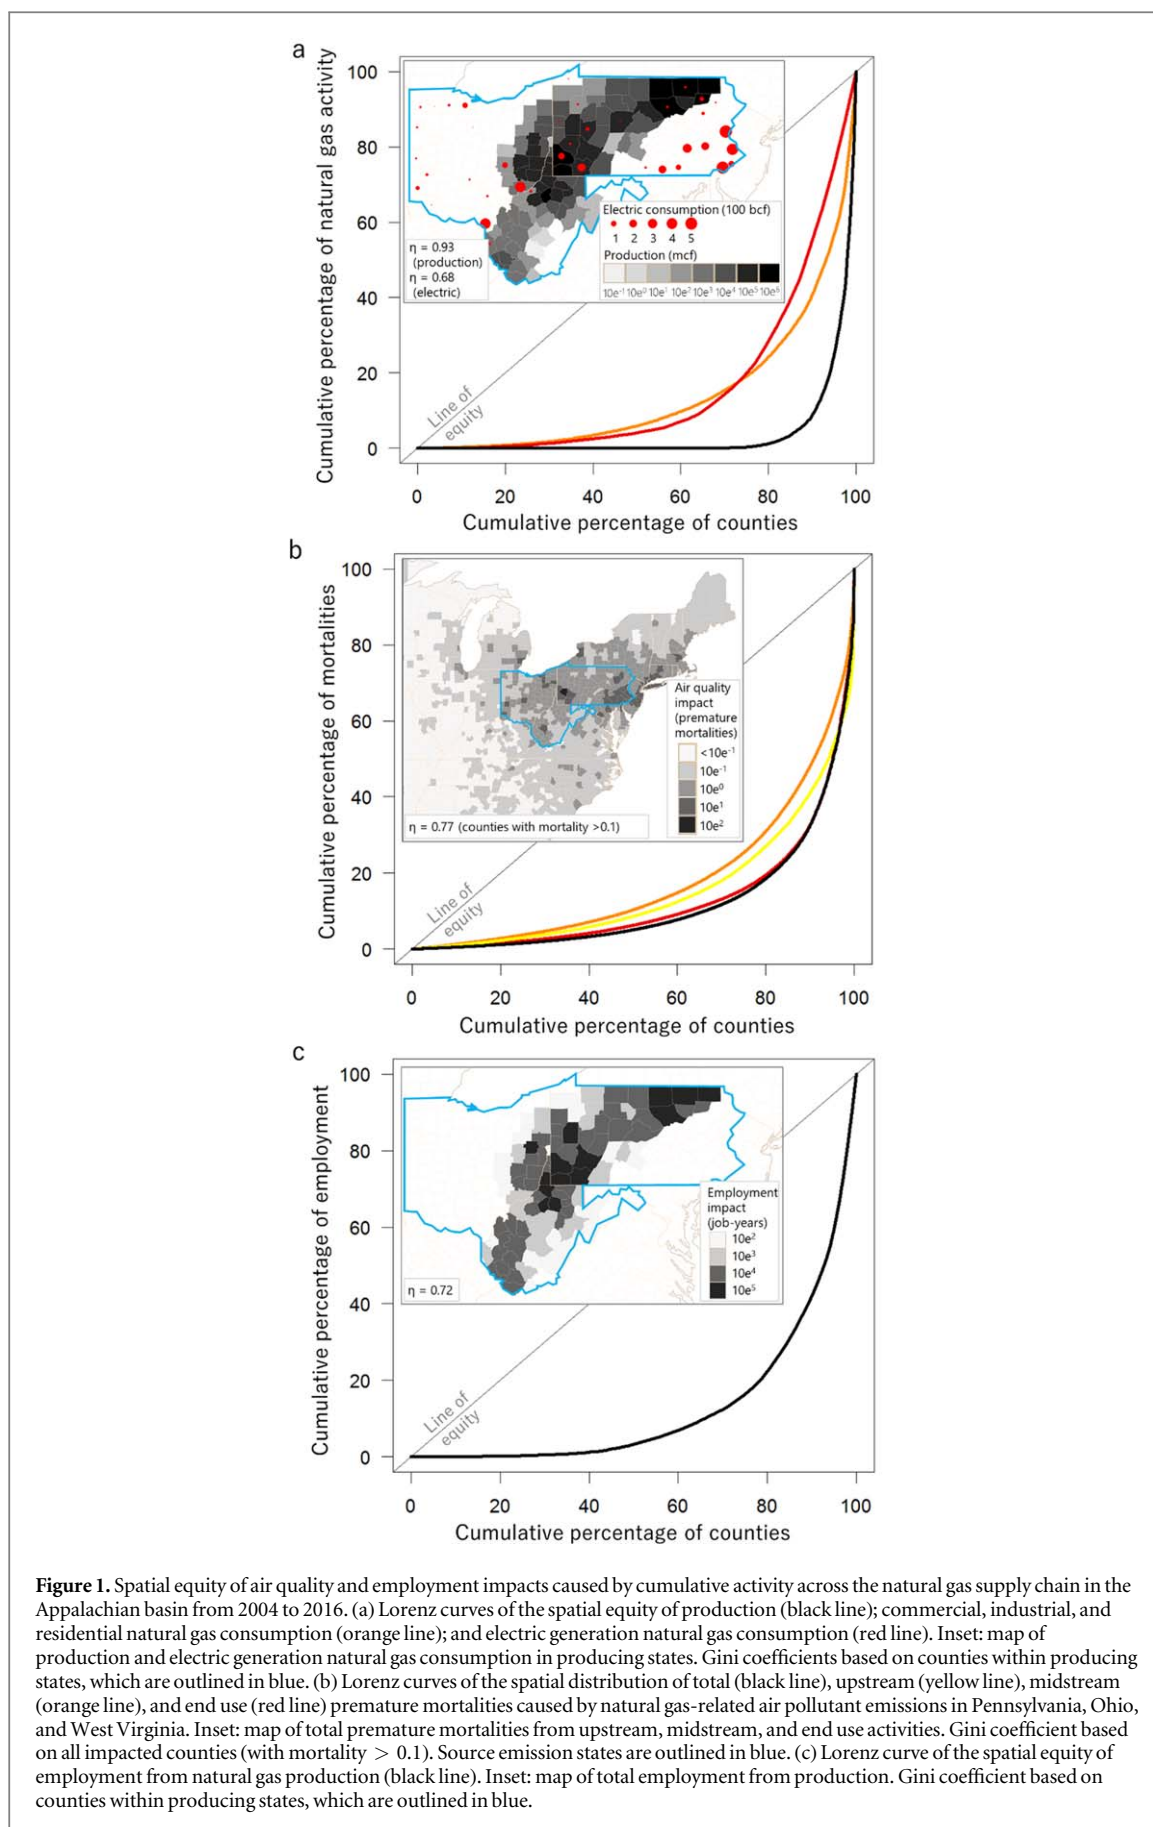 a
Cumulative percentage of natural gas activity
100
80
60
40
20
0
Electric consumption (100 bcf)
1 2 3 4 5
Production (mcf)
10e⁻¹ 10e⁰ 10e¹ 10e² 10e³ 10e⁴ 10e⁵ 10e⁶
η = 0.93
(production)
η = 0.68
(electric)
Line of
equity
0 20 40 60 80 100
Cumulative percentage of counties
b
Cumulative percentage of mortalities
100
80
60
40
20
0
Air quality
impact
(premature
mortalities)
<10e⁻¹
10e⁻¹
10e⁰
10e¹
10e²
η = 0.77 (counties with mortality >0.1)
Line of
equity
0 20 40 60 80 100
Cumulative percentage of counties
c
Cumulative percentage of employment
100
80
60
40
20
0
Employment
impact
(job-years)
10e²
10e³
10e⁴
10e⁵
η = 0.72
Line of
equity
0 20 40 60 80 100
Cumulative percentage of counties
Figure 1. Spatial equity of air quality and employment impacts caused by cumulative activity across the natural gas supply chain in the
Appalachian basin from 2004 to 2016. (a) Lorenz curves of the spatial equity of production (black line); commercial, industrial, and
residential natural gas consumption (orange line); and electric generation natural gas consumption (red line). Inset: map of
production and electric generation natural gas consumption in producing states. Gini coefficients based on counties within producing
states, which are outlined in blue. (b) Lorenz curves of the spatial distribution of total (black line), upstream (yellow line), midstream
(orange line), and end use (red line) premature mortalities caused by natural gas-related air pollutant emissions in Pennsylvania, Ohio,
and West Virginia. Inset: map of total premature mortalities from upstream, midstream, and end use activities. Gini coefficient based
on all impacted counties (with mortality > 0.1). Source emission states are outlined in blue. (c) Lorenz curve of the spatial equity of
employment from natural gas production (black line). Inset: map of total employment from production. Gini coefficient based on
counties within producing states, which are outlined in blue.